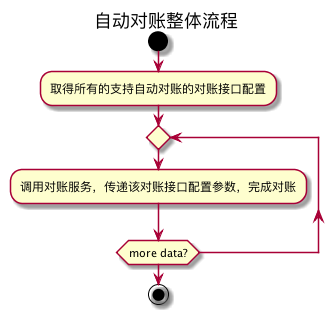 自动对账整体流程
取得所有的支持自动对账的对账接口配置
调用对账服务，传递该对账接口配置参数，完成对账
more data?